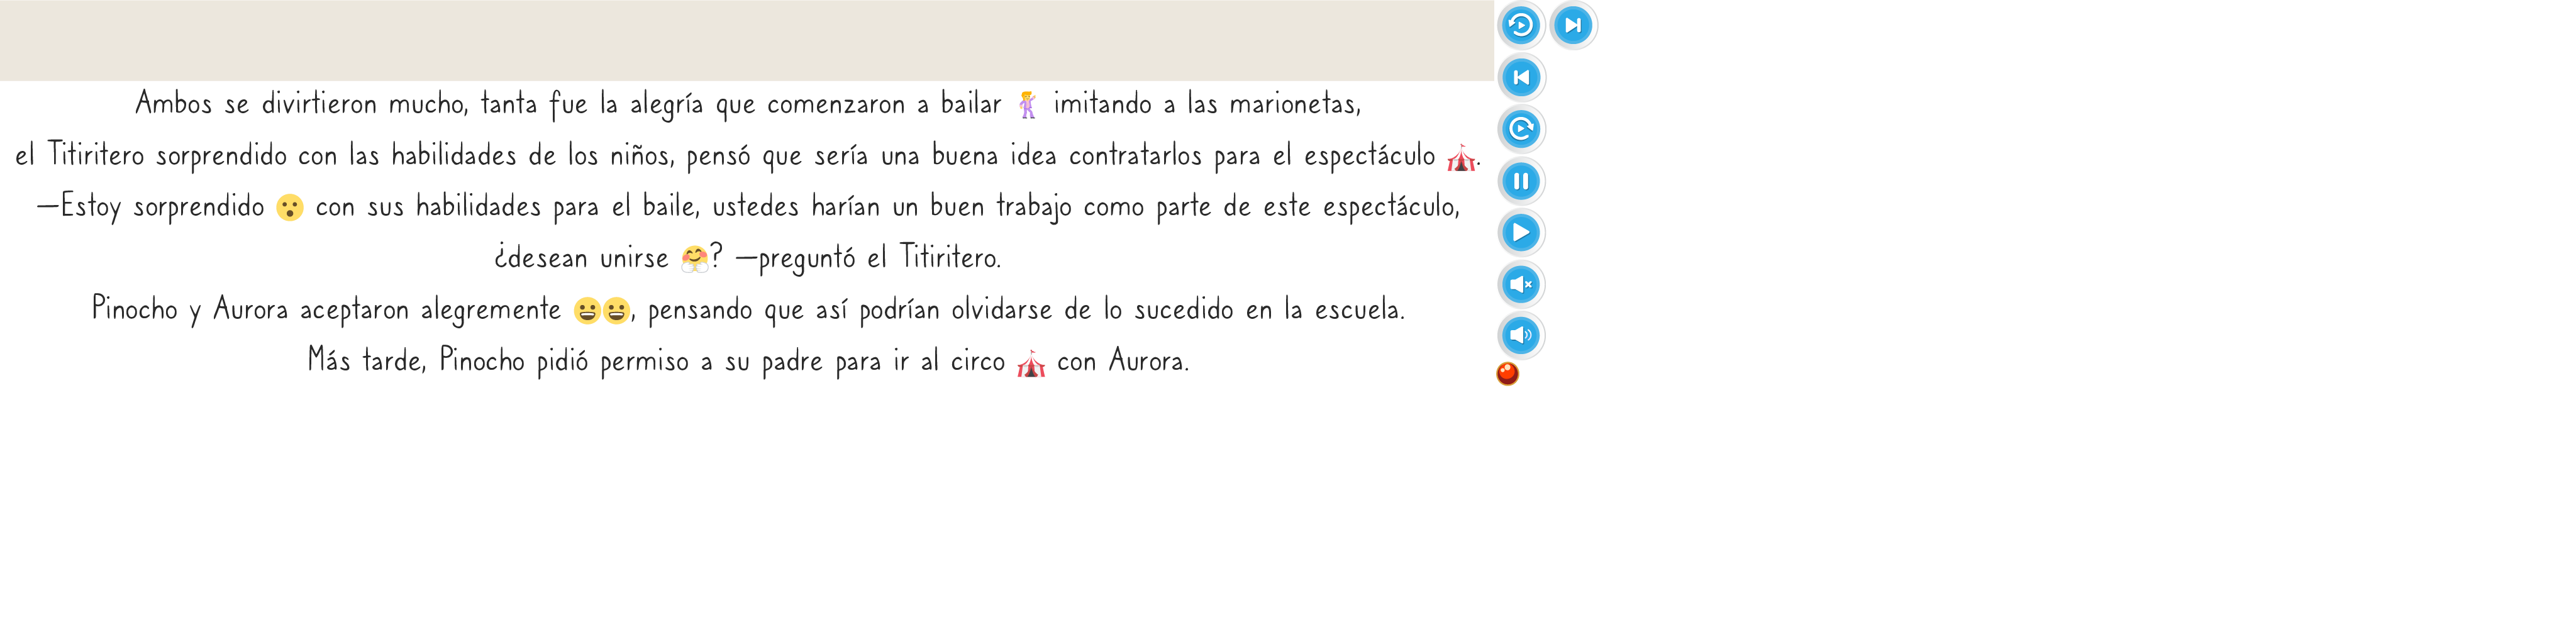 Ambos se divirtieron mucho, tanta fue la alegría que comenzaron a bailar 🕺 imitando a las marionetas,
el Titiritero sorprendido con las habilidades de los niños, pensó que sería una buena idea contratarlos para el espectáculo 🎪.
—Estoy sorprendido 😮 con sus habilidades para el baile, ustedes harían un buen trabajo como parte de este espectáculo,
¿desean unirse 🤗? —preguntó el Titiritero.
Pinocho y Aurora aceptaron alegremente 😀😀, pensando que así podrían olvidarse de lo sucedido en la escuela.
Más tarde, Pinocho pidió permiso a su padre para ir al circo 🎪 con Aurora.